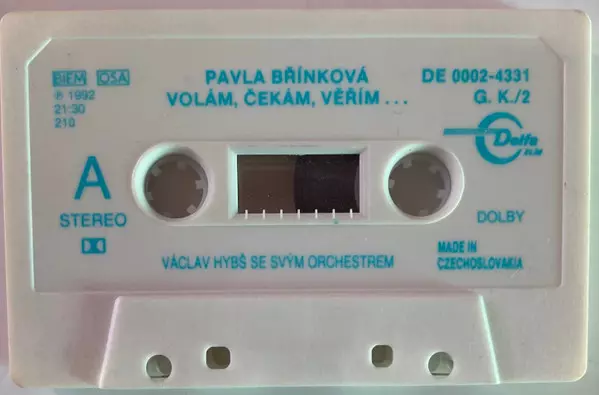 BIEM OSA
℗ 1992
21:30
210
PAVLA BŘÍNKOVÁ
VOLÁM, ČEKÁM, VĚŘÍM ...
DE 0002-4331
G. K./2
Delfa
A
STEREO
DOLBY
VÁCLAV HYBŠ SE SVÝM ORCHESTREM
MADE IN
CZECHOSLOVAKIA